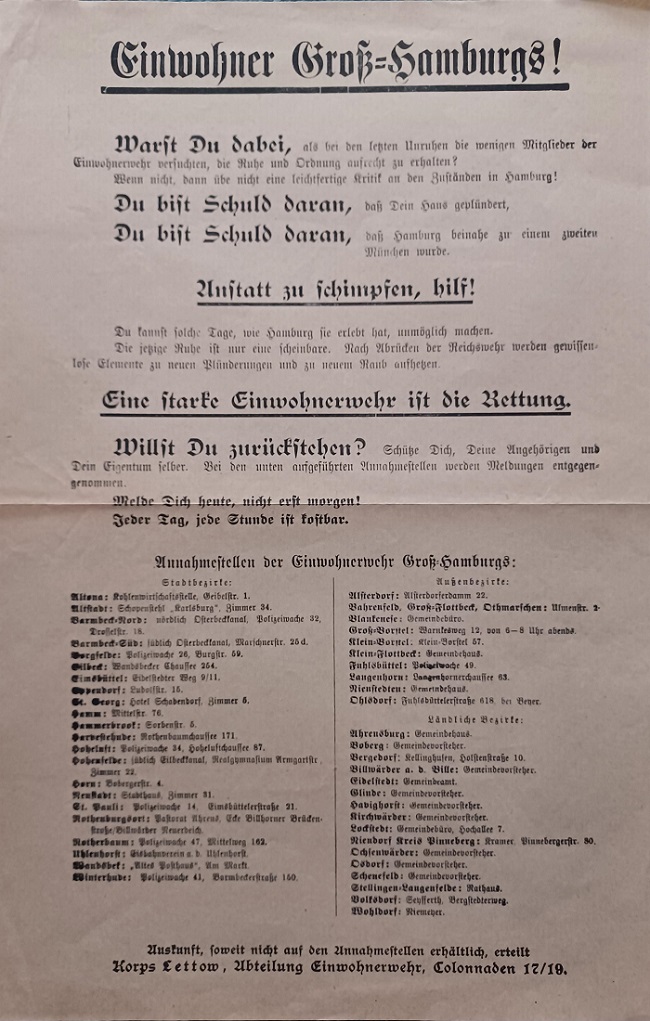 Einwohner Groß-Hamburgs!
Warst Du dabei, als bei den letzten Unruhen die wenigen Mitglieder der
Einwohnerwehr versuchten, die Ruhe und Ordnung aufrecht zu erhalten?
Wenn nicht, dann übe nicht eine leichtfertige Kritik an den Zuständen in Hamburg!
Du bist Schuld daran, daß Dein Haus geplündert,
Du bist Schuld daran, daß Hamburg beinahe zu einem zweiten
München wurde.
Anstatt zu schimpfen, hilf!
Du kannst solche Tage, wie Hamburg sie erlebt hat, unmöglich machen.
Die jetzige Ruhe ist nur eine scheinbare. Nach Abrücken der Reichswehr werden gewissen-
lose Elemente zu neuen Plünderungen und zu neuem Raub aufhetzen.
Eine starke Einwohnerwehr ist die Rettung.
Willst Du zurückstehen? Schütze Dich, Deine Angehörigen und
Dein Eigentum selber. Bei den unten aufgeführten Annahmestellen werden Meldungen entgegen-
genommen.
Melde Dich heute, nicht erst morgen!
Jeder Tag, jede Stunde ist kostbar.
Annahmestellen der Einwohnerwehr Groß-Hamburgs:
Stadtbezirke:
Altona: Kohlenwirtschaftsstelle, Geibelstr. 1.
Altstadt: Schopenstehl „Karlsburg", Zimmer 34.
Barmbeck-Nord: nördlich Osterbeckanal, Polizeiwache 32,
Drosselstr. 18.
Barmbeck-Süd: südlich Osterbeckanal, Marschnerstr. 25 d.
Borgfelde: Polizeiwache 26, Burgstr. 59.
Eilbeck: Wandsbecker Chaussee 264.
Eimsbüttel: Eidelstedter Weg 9/11.
Eppendorf: Ludolfstr. 15.
St. Georg: Hotel Schadendorf, Zimmer 6.
Hamm: Mittelstr. 76.
Hammerbrook: Sorbenstr. 5.
Harvestehude: Rothenbaumchaussee 171.
Hoheluft: Polizeiwache 34, Hoheluftchaussee 87.
Hohenfelde: südlich Eilbeckanal, Realgymnasium Armgartstr.
Zimmer 22.
Horn: Bobergerstr. 4.
Neustadt: Stadthaus, Zimmer 31.
St. Pauli: Polizeiwache 14, Eimsbüttelerstraße 21.
Rothenburgsort: Pastorat Ahrens, Ecke Billhorner Brücken-
straße/Billwärder Neuerdeich.
Rotherbaum: Polizeiwache 47, Mittelweg 162.
Uhlenhorst: Eisbahnverein a. d. Uhlenhorst.
Wandsbek: „Altes Posthaus", Am Markt.
Winterhude: Polizeiwache 41, Barmbeckerstraße 150.
Außenbezirke:
Alsterdorf: Alsterdorferdamm 22.
Bahrenfeld, Groß-Flottbeck, Othmarschen: Ulmenstr. 2.
Blankenese: Gemeindebüro.
Groß-Borstel: Warnkesweg 12, von 6—8 Uhr abends.
Klein-Borstel: Klein-Borstel 57.
Klein-Flottbeck: Gemeindehaus.
Fuhlsbüttel: Polizeiwache 49.
Langenhorn: Langenhornerchaussee 63.
Nienstedten: Gemeindehaus.
Ohlsdorf: Fuhlsbüttelerstraße 618, bei Beyer.
Ländliche Bezirke:
Ahrensburg: Gemeindehaus.
Boberg: Gemeindevorsteher.
Bergedorf: Kellinghusen, Holstenstraße 10.
Billwärder a. d. Bille: Gemeindevorsteher.
Eidelstedt: Gemeindeamt.
Glinde: Gemeindevorsteher.
Havighorst: Gemeindevorsteher.
Kirchwärder: Gemeindevorsteher.
Lockstedt: Gemeindebüro, Hochallee 7.
Niendorf Kreis Pinneberg: Kramer, Pinnebergerstr. 80.
Ochsenwärder: Gemeindevorsteher.
Osdorf: Gemeindevorsteher.
Schenefeld: Gemeindevorsteher.
Stellingen-Langenfelde: Rathaus.
Volksdorf: Seyfferth, Bergstedterweg.
Wohldorf: Niemeyer.
Auskunft, soweit nicht auf den Annahmestellen erhältlich, erteilt
Korps Lettow, Abteilung Einwohnerwehr, Colonnaden 17/19.